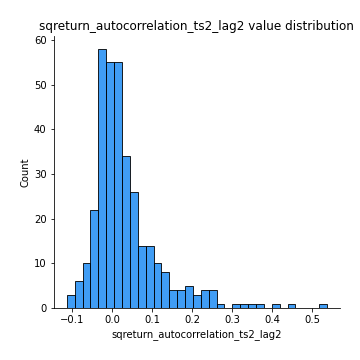 sqreturn_autocorrelation_ts2_lag2 value distribution
60
50
40
30
20
10
0
Count
−0.1 0.0 0.1 0.2 0.3 0.4 0.5
sqreturn_autocorrelation_ts2_lag2